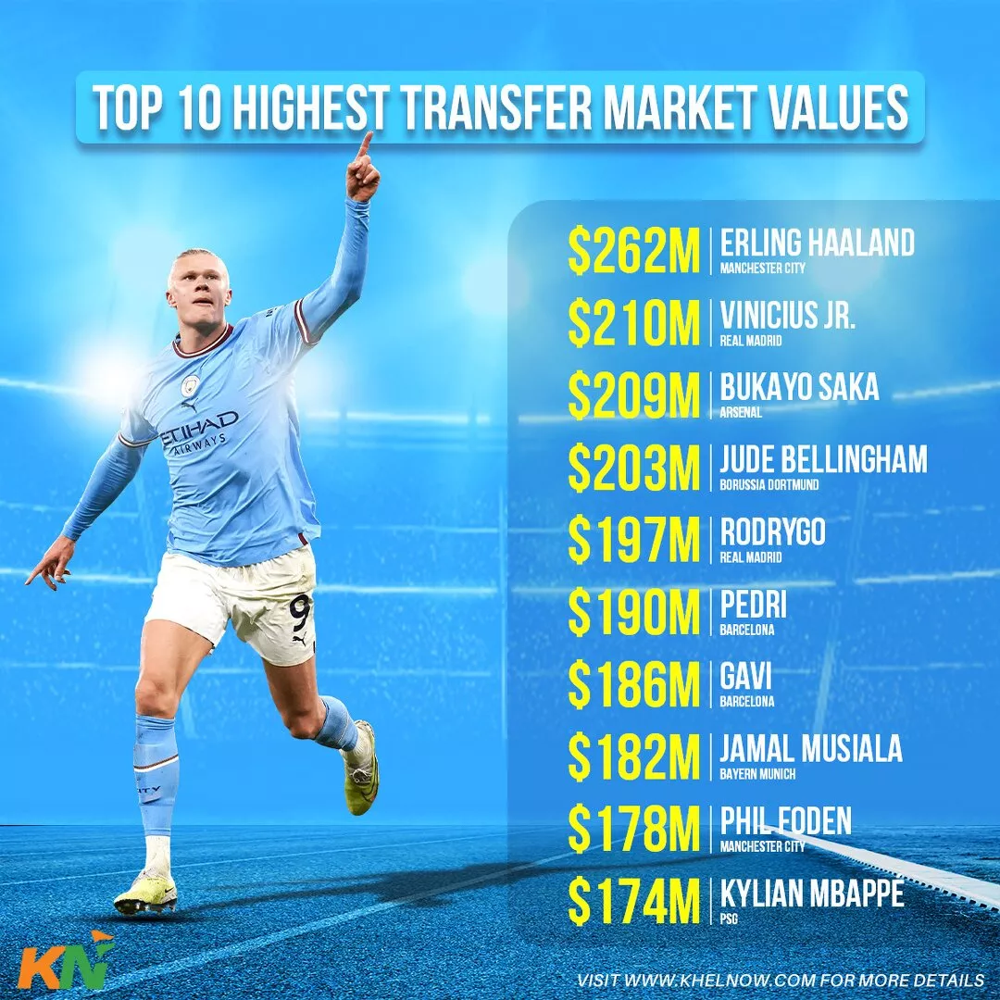 TOP 10 HIGHEST TRANSFER MARKET VALUES
$262M ERLING HAALAND
MANCHESTER CITY
$210M VINICIUS JR.
REAL MADRID
$209M BUKAYO SAKA
ARSENAL
$203M JUDE BELLINGHAM
BORUSSIA DORTMUND
$197M RODRYGO
REAL MADRID
$190M PEDRI
BARCELONA
$186M GAVI
BARCELONA
$182M JAMAL MUSIALA
BAYERN MUNICH
$178M PHIL FODEN
MANCHESTER CITY
$174M KYLIAN MBAPPE
PSG
ETIHAD
AIRWAYS
9
KN
VISIT WWW.KHELNOW.COM FOR MORE DETAILS